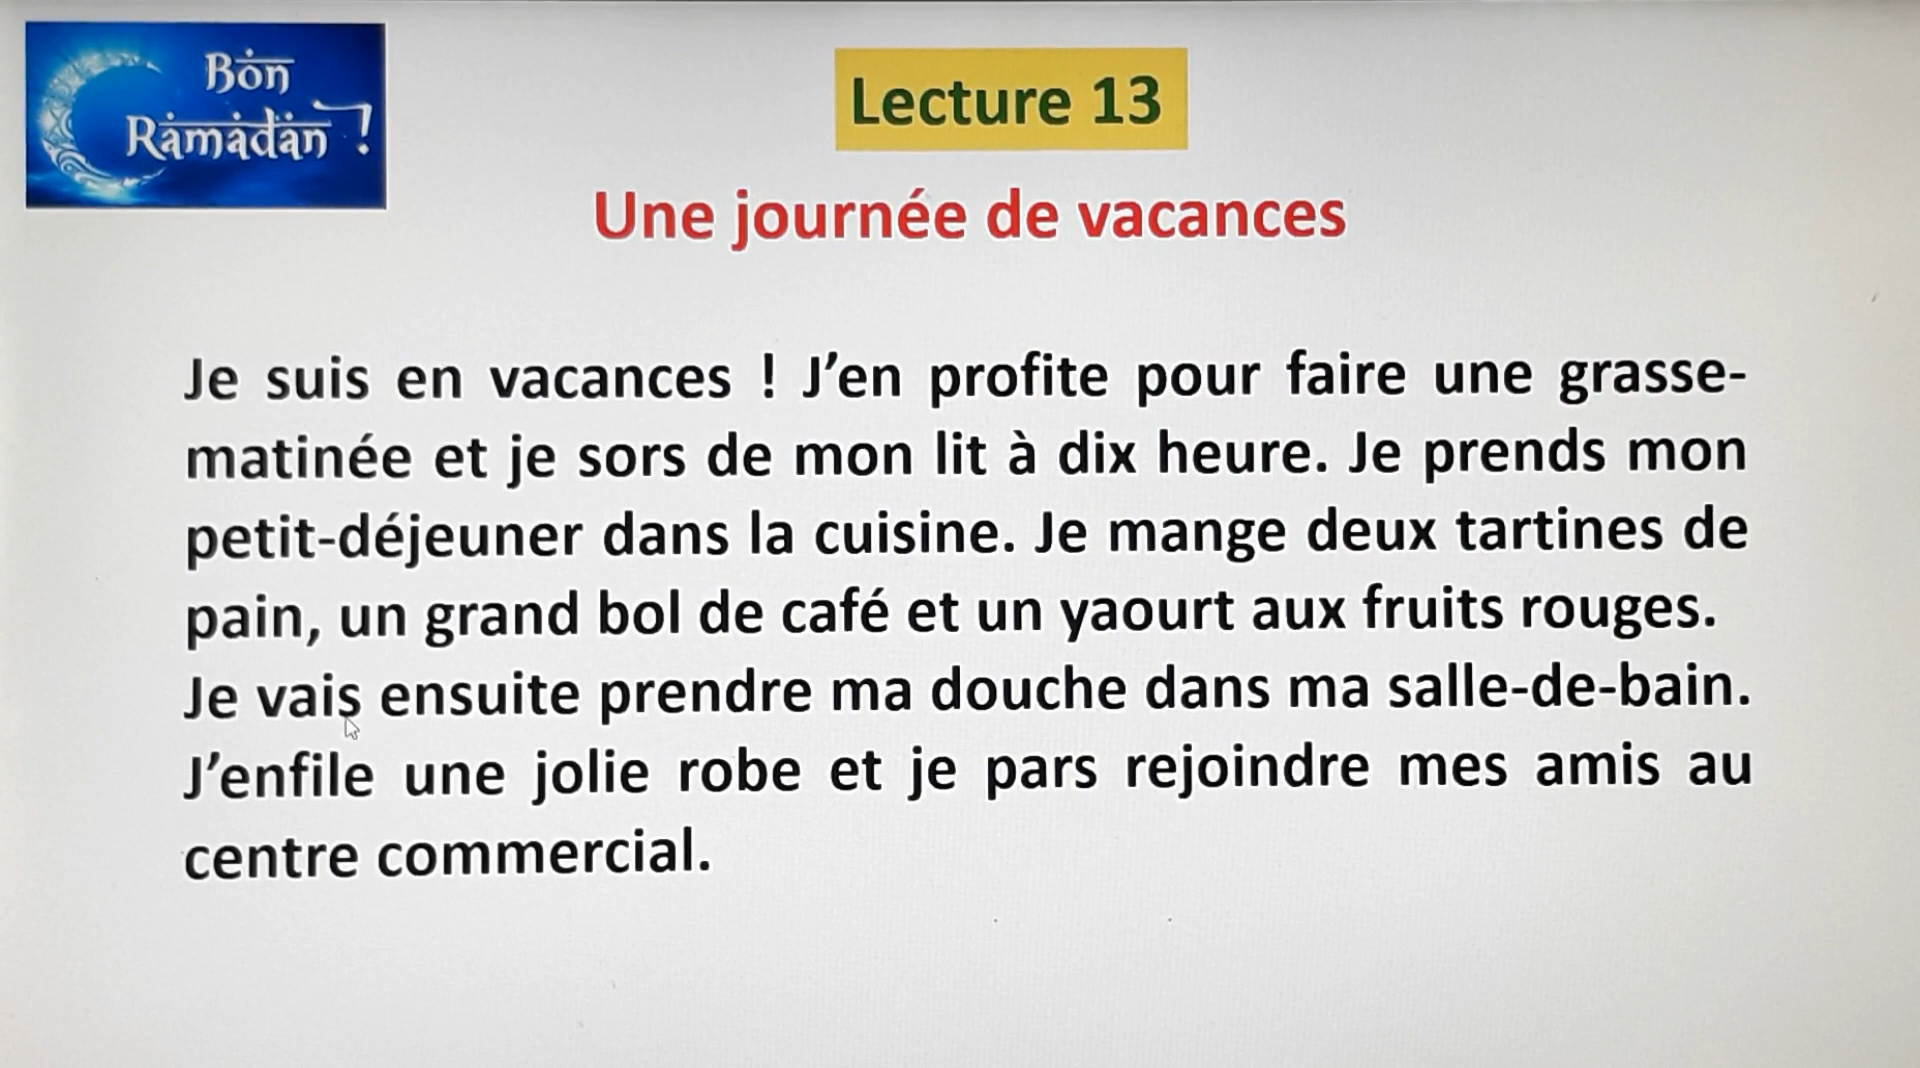 Bon
Ramadan !
Lecture 13
Une journée de vacances
Je suis en vacances ! J’en profite pour faire une grasse-
matinée et je sors de mon lit à dix heure. Je prends mon
petit-déjeuner dans la cuisine. Je mange deux tartines de
pain, un grand bol de café et un yaourt aux fruits rouges.
Je vais ensuite prendre ma douche dans ma salle-de-bain.
J’enfile une jolie robe et je pars rejoindre mes amis au
centre commercial.